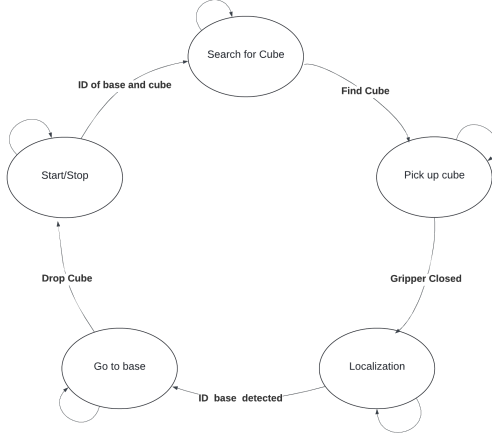 Search for Cube
ID of base and cube
Find Cube
Start/Stop
Pick up cube
Drop Cube
Gripper Closed
Go to base
Localization
ID base detected